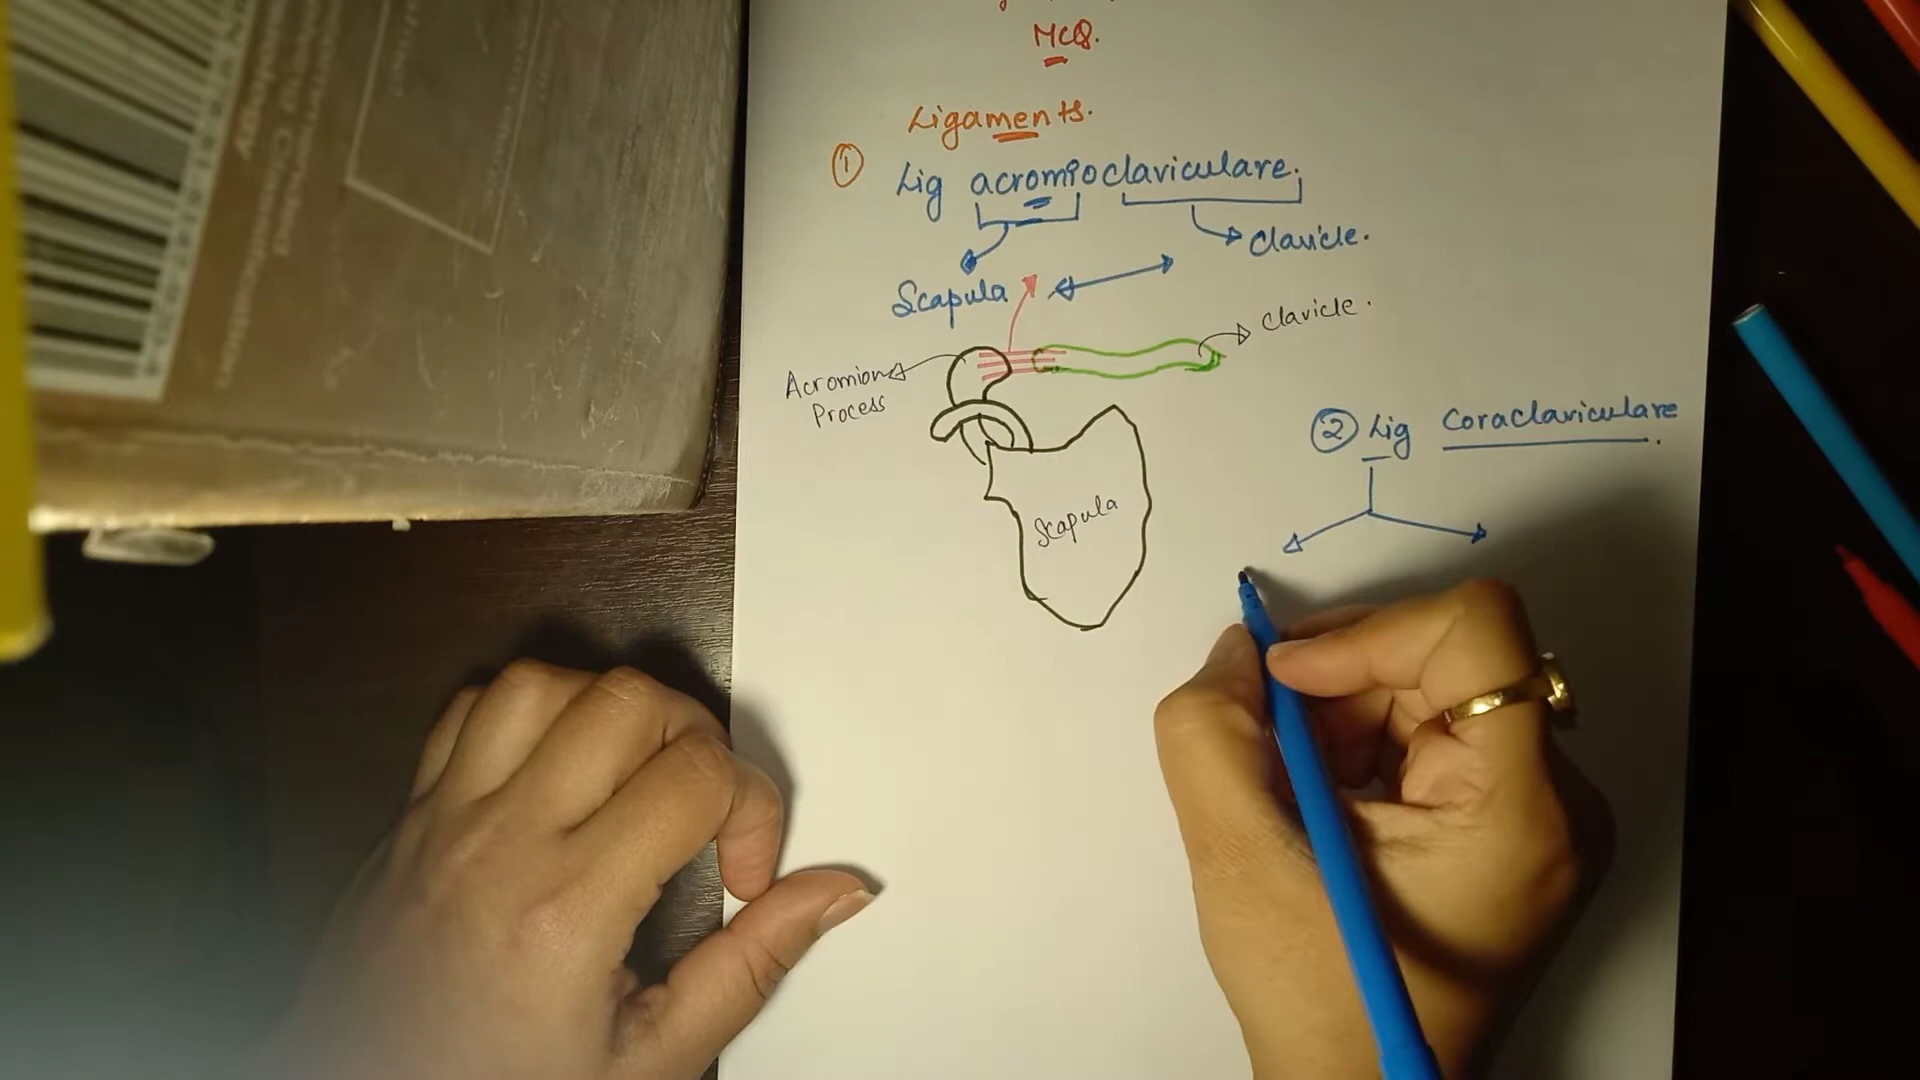 MCQ.
Ligaments.
① Lig acromioclaviculare.
Clavicle.
Scapula
Clavicle.
Acromion
Process
② Lig Coraclaviculare.
Scapula